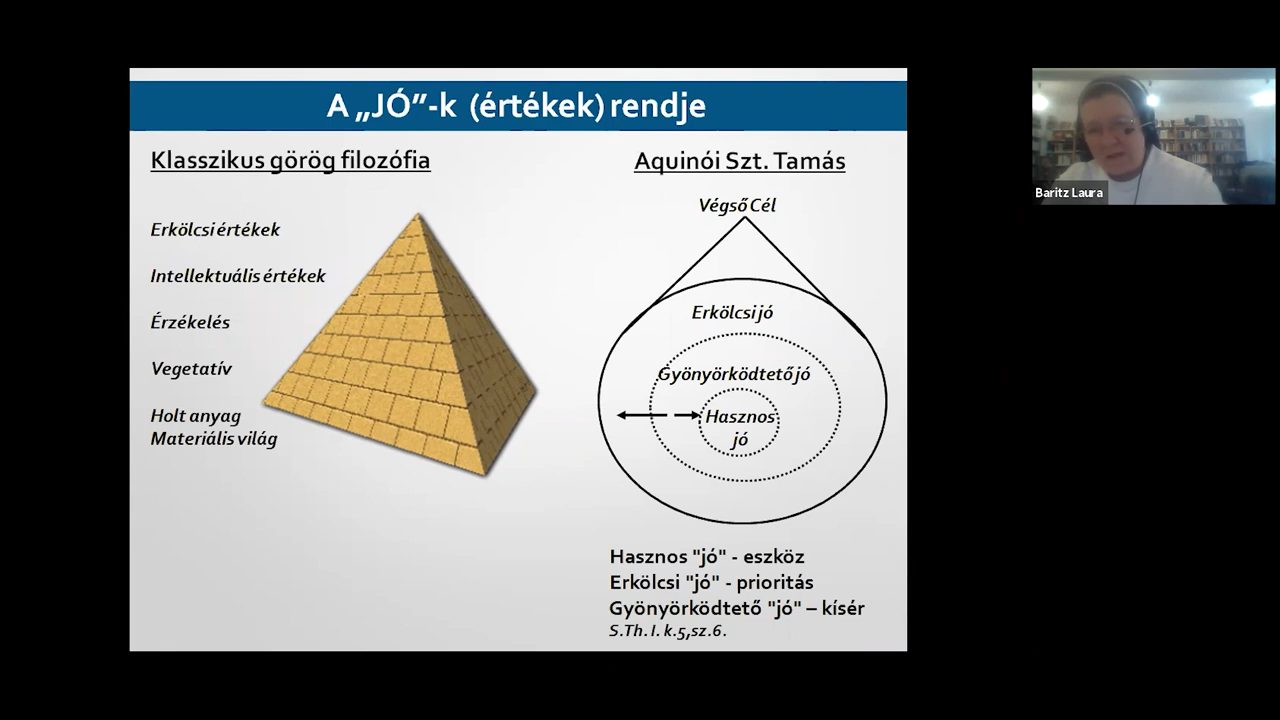 A „JÓ”-k (értékek) rendje
Klasszikus görög filozófia
Erkölcsi értékek
Intellektuális értékek
Érzékelés
Vegetatív
Holt anyag
Materiális világ
Aquinói Szt. Tamás
Végső Cél
Erkölcsi jó
Gyönyörködtető jó
Hasznos
jó
Hasznos "jó" - eszköz
Erkölcsi "jó" - prioritás
Gyönyörködtető "jó" – kísér
S.Th. I. k.5,sz.6.
Baritz Laura